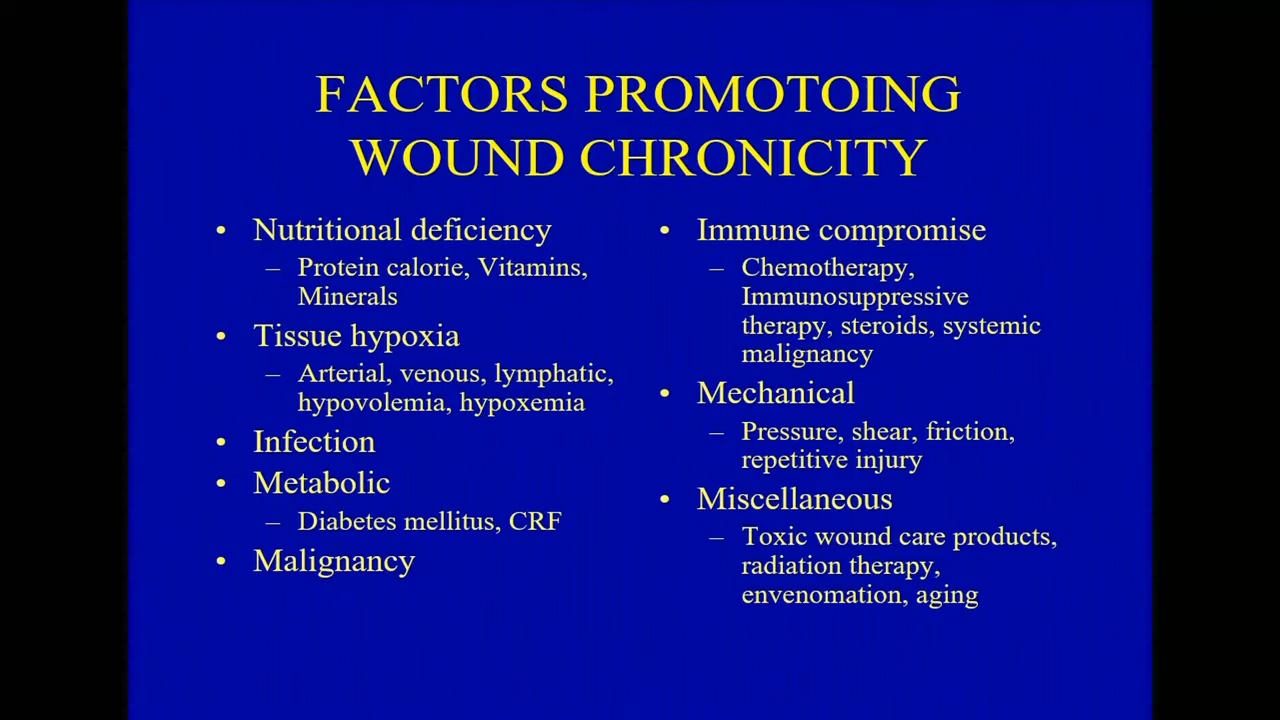 FACTORS PROMOTOING
WOUND CHRONICITY
• Nutritional deficiency
– Protein calorie, Vitamins,
Minerals
• Tissue hypoxia
– Arterial, venous, lymphatic,
hypovolemia, hypoxemia
• Infection
• Metabolic
– Diabetes mellitus, CRF
• Malignancy
• Immune compromise
– Chemotherapy,
Immunosuppressive
therapy, steroids, systemic
malignancy
• Mechanical
– Pressure, shear, friction,
repetitive injury
• Miscellaneous
– Toxic wound care products,
radiation therapy,
envenomation, aging